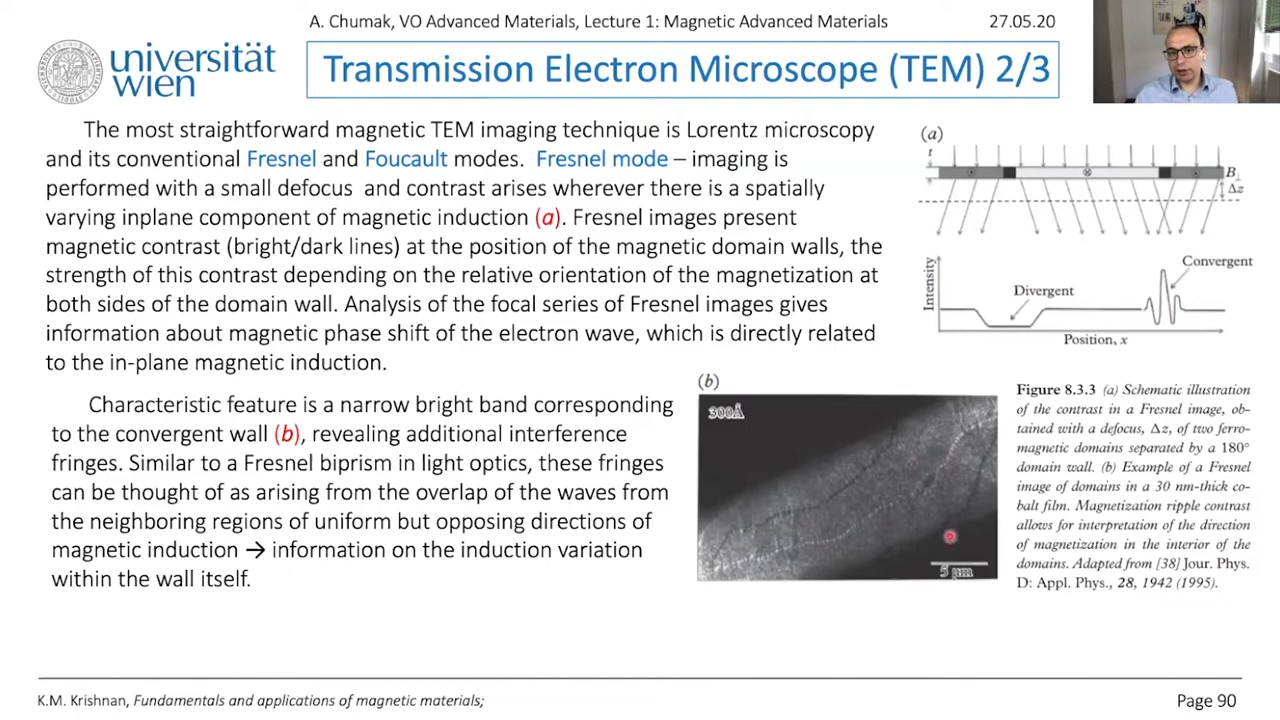 A. Chumak, VO Advanced Materials, Lecture 1: Magnetic Advanced Materials
27.05.20
universität
wien
Transmission Electron Microscope (TEM) 2/3
The most straightforward magnetic TEM imaging technique is Lorentz microscopy
and its conventional Fresnel and Foucault modes. Fresnel mode – imaging is
performed with a small defocus and contrast arises wherever there is a spatially
varying inplane component of magnetic induction (a). Fresnel images present
magnetic contrast (bright/dark lines) at the position of the magnetic domain walls, the
strength of this contrast depending on the relative orientation of the magnetization at
both sides of the domain wall. Analysis of the focal series of Fresnel images gives
information about magnetic phase shift of the electron wave, which is directly related
to the in-plane magnetic induction.
Characteristic feature is a narrow bright band corresponding
to the convergent wall (b), revealing additional interference
fringes. Similar to a Fresnel biprism in light optics, these fringes
can be thought of as arising from the overlap of the waves from
the neighboring regions of uniform but opposing directions of
magnetic induction → information on the induction variation
within the wall itself.
(a)
t
B⊥
Δz
Intensity
Divergent
Convergent
Position, x
(b)
300Å
5 μm
Figure 8.3.3 (a) Schematic illustration
of the contrast in a Fresnel image, ob-
tained with a defocus, Δz, of two ferro-
magnetic domains separated by a 180°
domain wall. (b) Example of a Fresnel
image of domains in a 30 nm-thick co-
balt film. Magnetization ripple contrast
allows for interpretation of the direction
of magnetization in the interior of the
domains. Adapted from [38] Jour. Phys.
D: Appl. Phys., 28, 1942 (1995).
K.M. Krishnan, Fundamentals and applications of magnetic materials;
Page 90